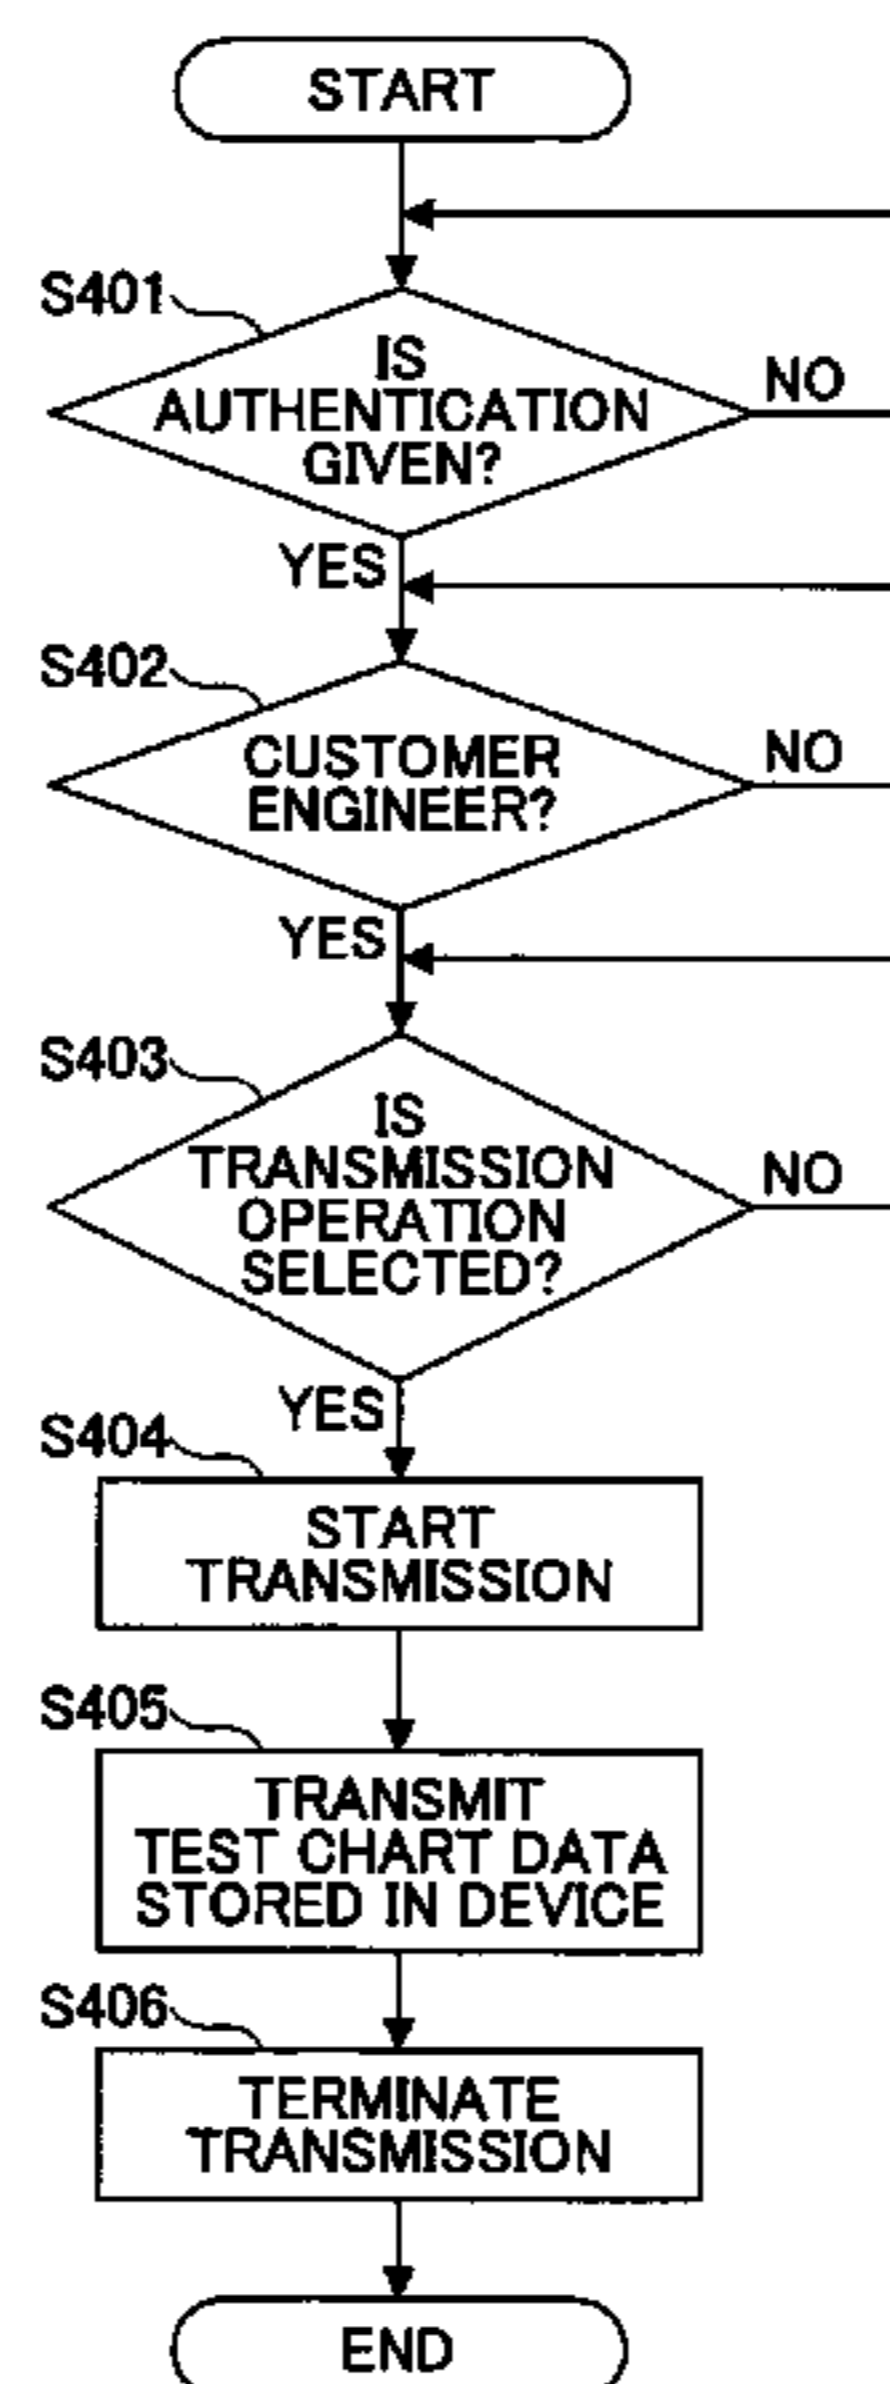 START
S401
IS
AUTHENTICATION
GIVEN?
NO
YES
S402
CUSTOMER
ENGINEER?
NO
YES
S403
IS
TRANSMISSION
OPERATION
SELECTED?
NO
YES
S404
START
TRANSMISSION
S405
TRANSMIT
TEST CHART DATA
STORED IN DEVICE
S406
TERMINATE
TRANSMISSION
END